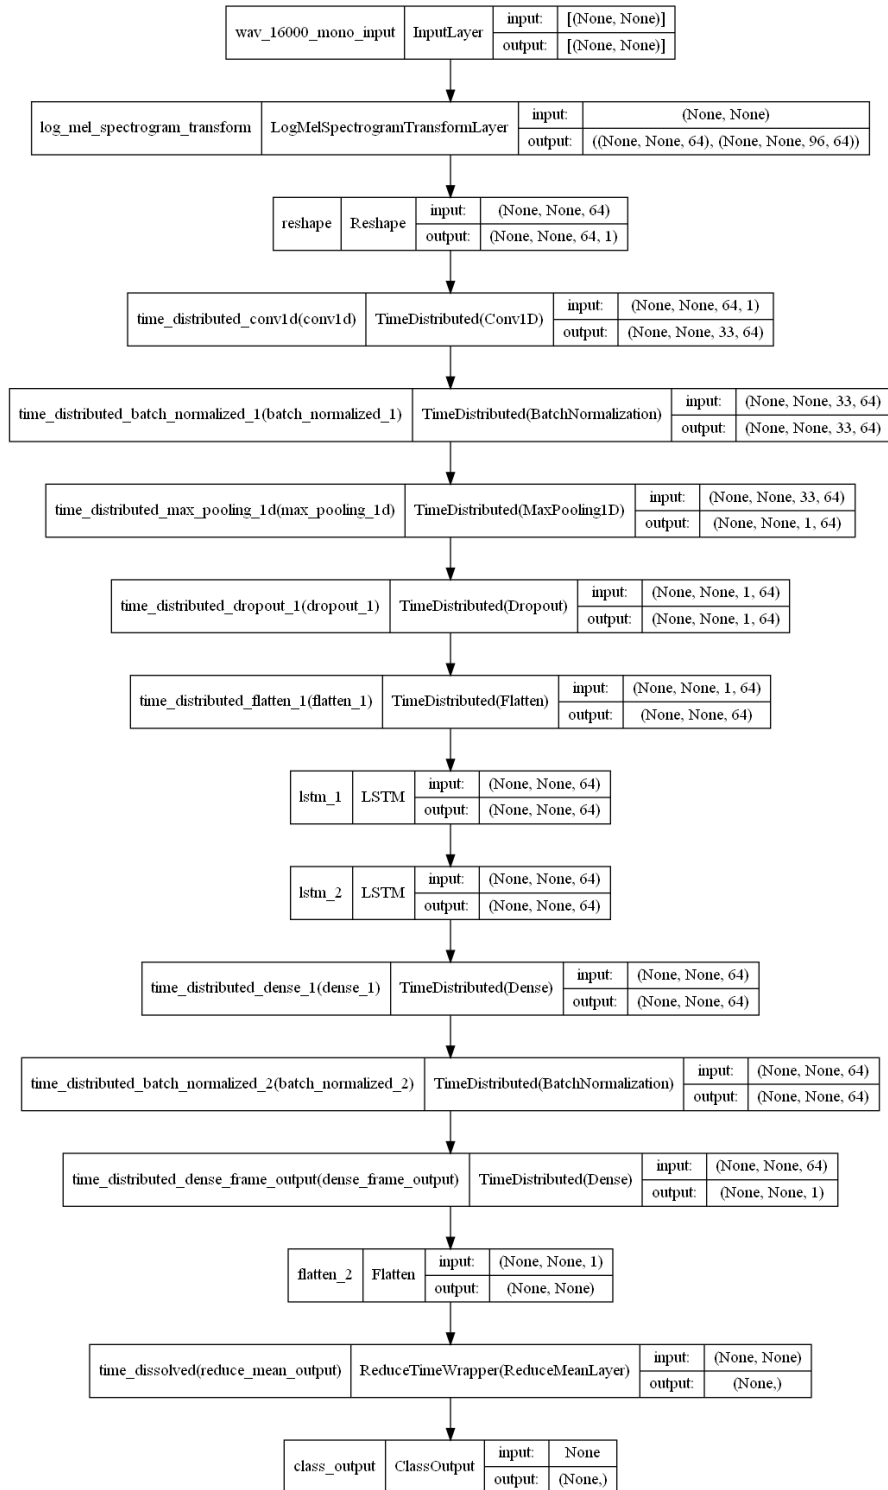 wav_16000_mono_input InputLayer input: [(None, None)]
output: [(None, None)]
log_mel_spectrogram_transform LogMelSpectrogramTransformLayer input: (None, None)
output: ((None, None, 64), (None, None, 96, 64))
reshape Reshape input: (None, None, 64)
output: (None, None, 64, 1)
time_distributed_conv1d(conv1d) TimeDistributed(Conv1D) input: (None, None, 64, 1)
output: (None, None, 33, 64)
time_distributed_batch_normalized_1(batch_normalized_1) TimeDistributed(BatchNormalization) input: (None, None, 33, 64)
output: (None, None, 33, 64)
time_distributed_max_pooling_1d(max_pooling_1d) TimeDistributed(MaxPooling1D) input: (None, None, 33, 64)
output: (None, None, 1, 64)
time_distributed_dropout_1(dropout_1) TimeDistributed(Dropout) input: (None, None, 1, 64)
output: (None, None, 1, 64)
time_distributed_flatten_1(flatten_1) TimeDistributed(Flatten) input: (None, None, 1, 64)
output: (None, None, 64)
lstm_1 LSTM input: (None, None, 64)
output: (None, None, 64)
lstm_2 LSTM input: (None, None, 64)
output: (None, None, 64)
time_distributed_dense_1(dense_1) TimeDistributed(Dense) input: (None, None, 64)
output: (None, None, 64)
time_distributed_batch_normalized_2(batch_normalized_2) TimeDistributed(BatchNormalization) input: (None, None, 64)
output: (None, None, 64)
time_distributed_dense_frame_output(dense_frame_output) TimeDistributed(Dense) input: (None, None, 64)
output: (None, None, 1)
flatten_2 Flatten input: (None, None, 1)
output: (None, None)
time_dissolved(reduce_mean_output) ReduceTimeWrapper(ReduceMeanLayer) input: (None, None)
output: (None,)
class_output ClassOutput input: None
output: (None,)